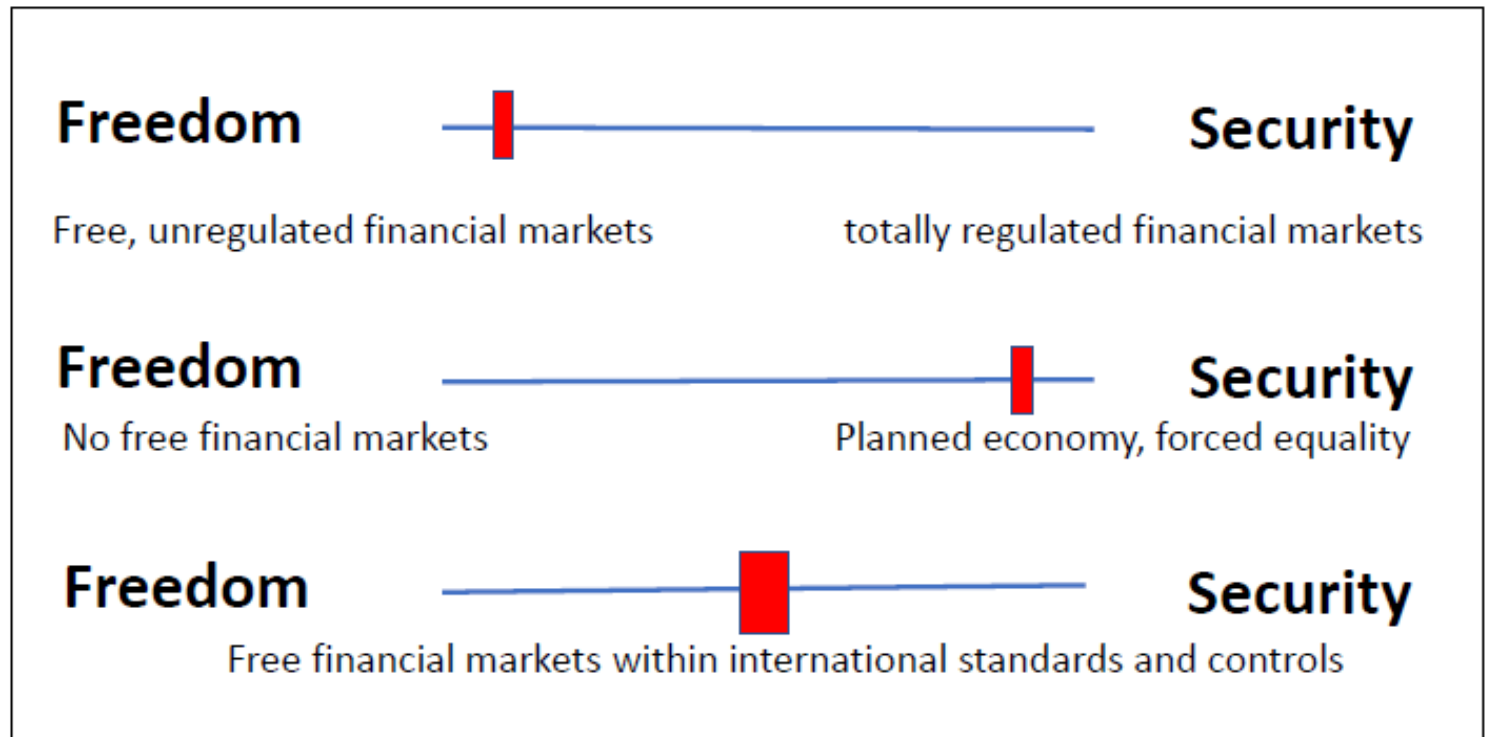 Freedom Security
Free, unregulated financial markets totally regulated financial markets
Freedom Security
No free financial markets Planned economy, forced equality
Freedom Security
Free financial markets within international standards and controls